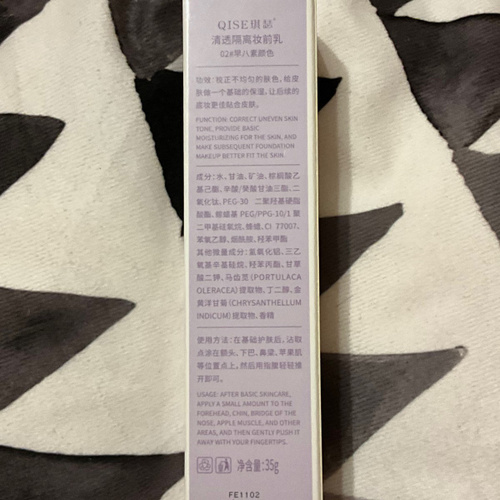 QISE琪瑟
清透隔离妆前乳
02#早八素颜色
功效：校正不均匀的肤色，给皮
肤做一个基础的保湿，让后续的
底妆更佳贴合皮肤。
FUNCTION: CORRECT UNEVEN SKIN
TONE, PROVIDE BASIC
MOISTURIZING FOR THE SKIN, AND
MAKE SUBSEQUENT FOUNDATION
MAKEUP BETTER FIT THE SKIN.
成分：水、甘油、矿油、棕榈酸乙
基己酯、辛酸/癸酸甘油三酯、二
氧化钛、PEG-30 二聚羟基硬脂
酸酯、鲸蜡基 PEG/PPG-10/1 聚
二甲基硅氧烷、蜂蜡、CI 77007、
苯氧乙醇、烟酰胺、羟苯甲酯
其他微量成分：氢氧化铝、三乙
氧基辛基硅烷、羟苯丙酯、甘草
酸二钾、马齿苋（PORTULACA
OLERACEA）提取物、丁二醇、金
黄洋甘菊（CHRYSANTHELLUM
INDICUM）提取物、香精
使用方法：在基础护肤后，沾取
点涂在额头、下巴、鼻梁、苹果肌
等位置点上，然后用指腹轻轻推
开即可。
USAGE: AFTER BASIC SKINCARE,
APPLY A SMALL AMOUNT TO THE
FOREHEAD, CHIN, BRIDGE OF THE
NOSE, APPLE MUSCLE, AND OTHER
AREAS, AND THEN GENTLY PUSH IT
AWAY WITH YOUR FINGERTIPS.
净含量：35g
FE1102